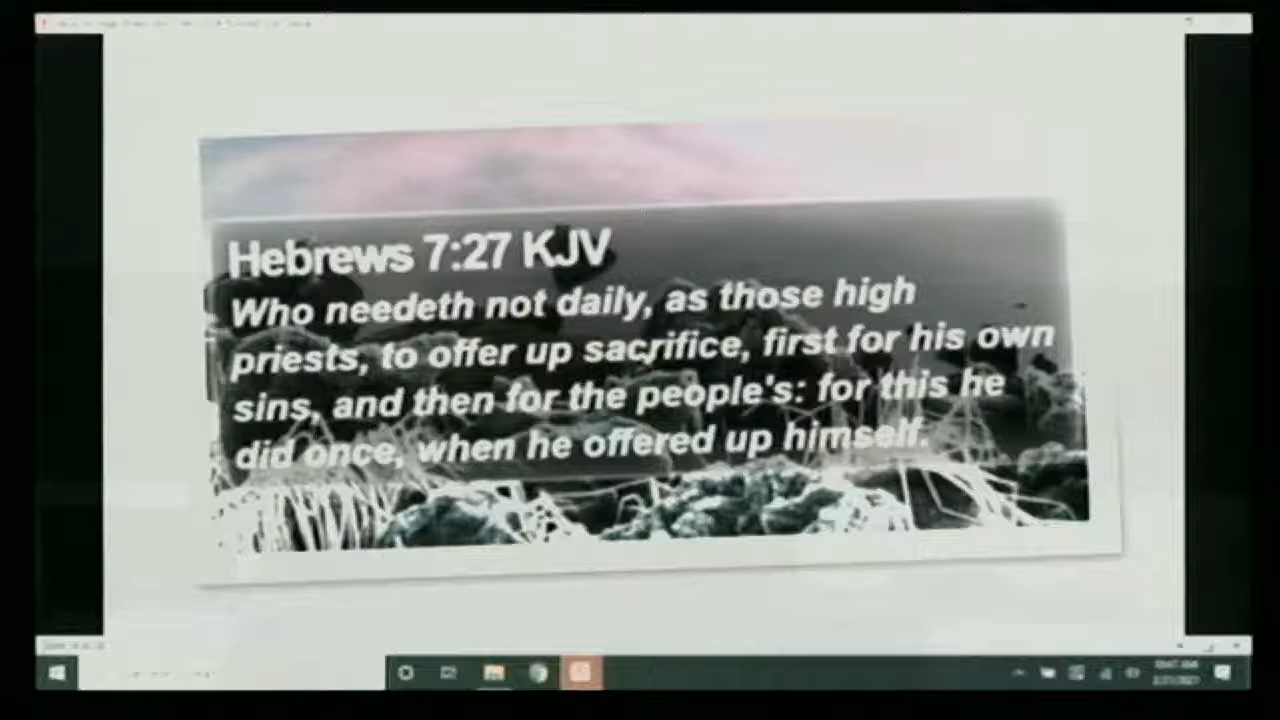 Hebrews 7:27 KJV
Who needeth not daily, as those high
priests, to offer up sacrifice, first for his own
sins, and then for the people's: for this he
did once, when he offered up himself.